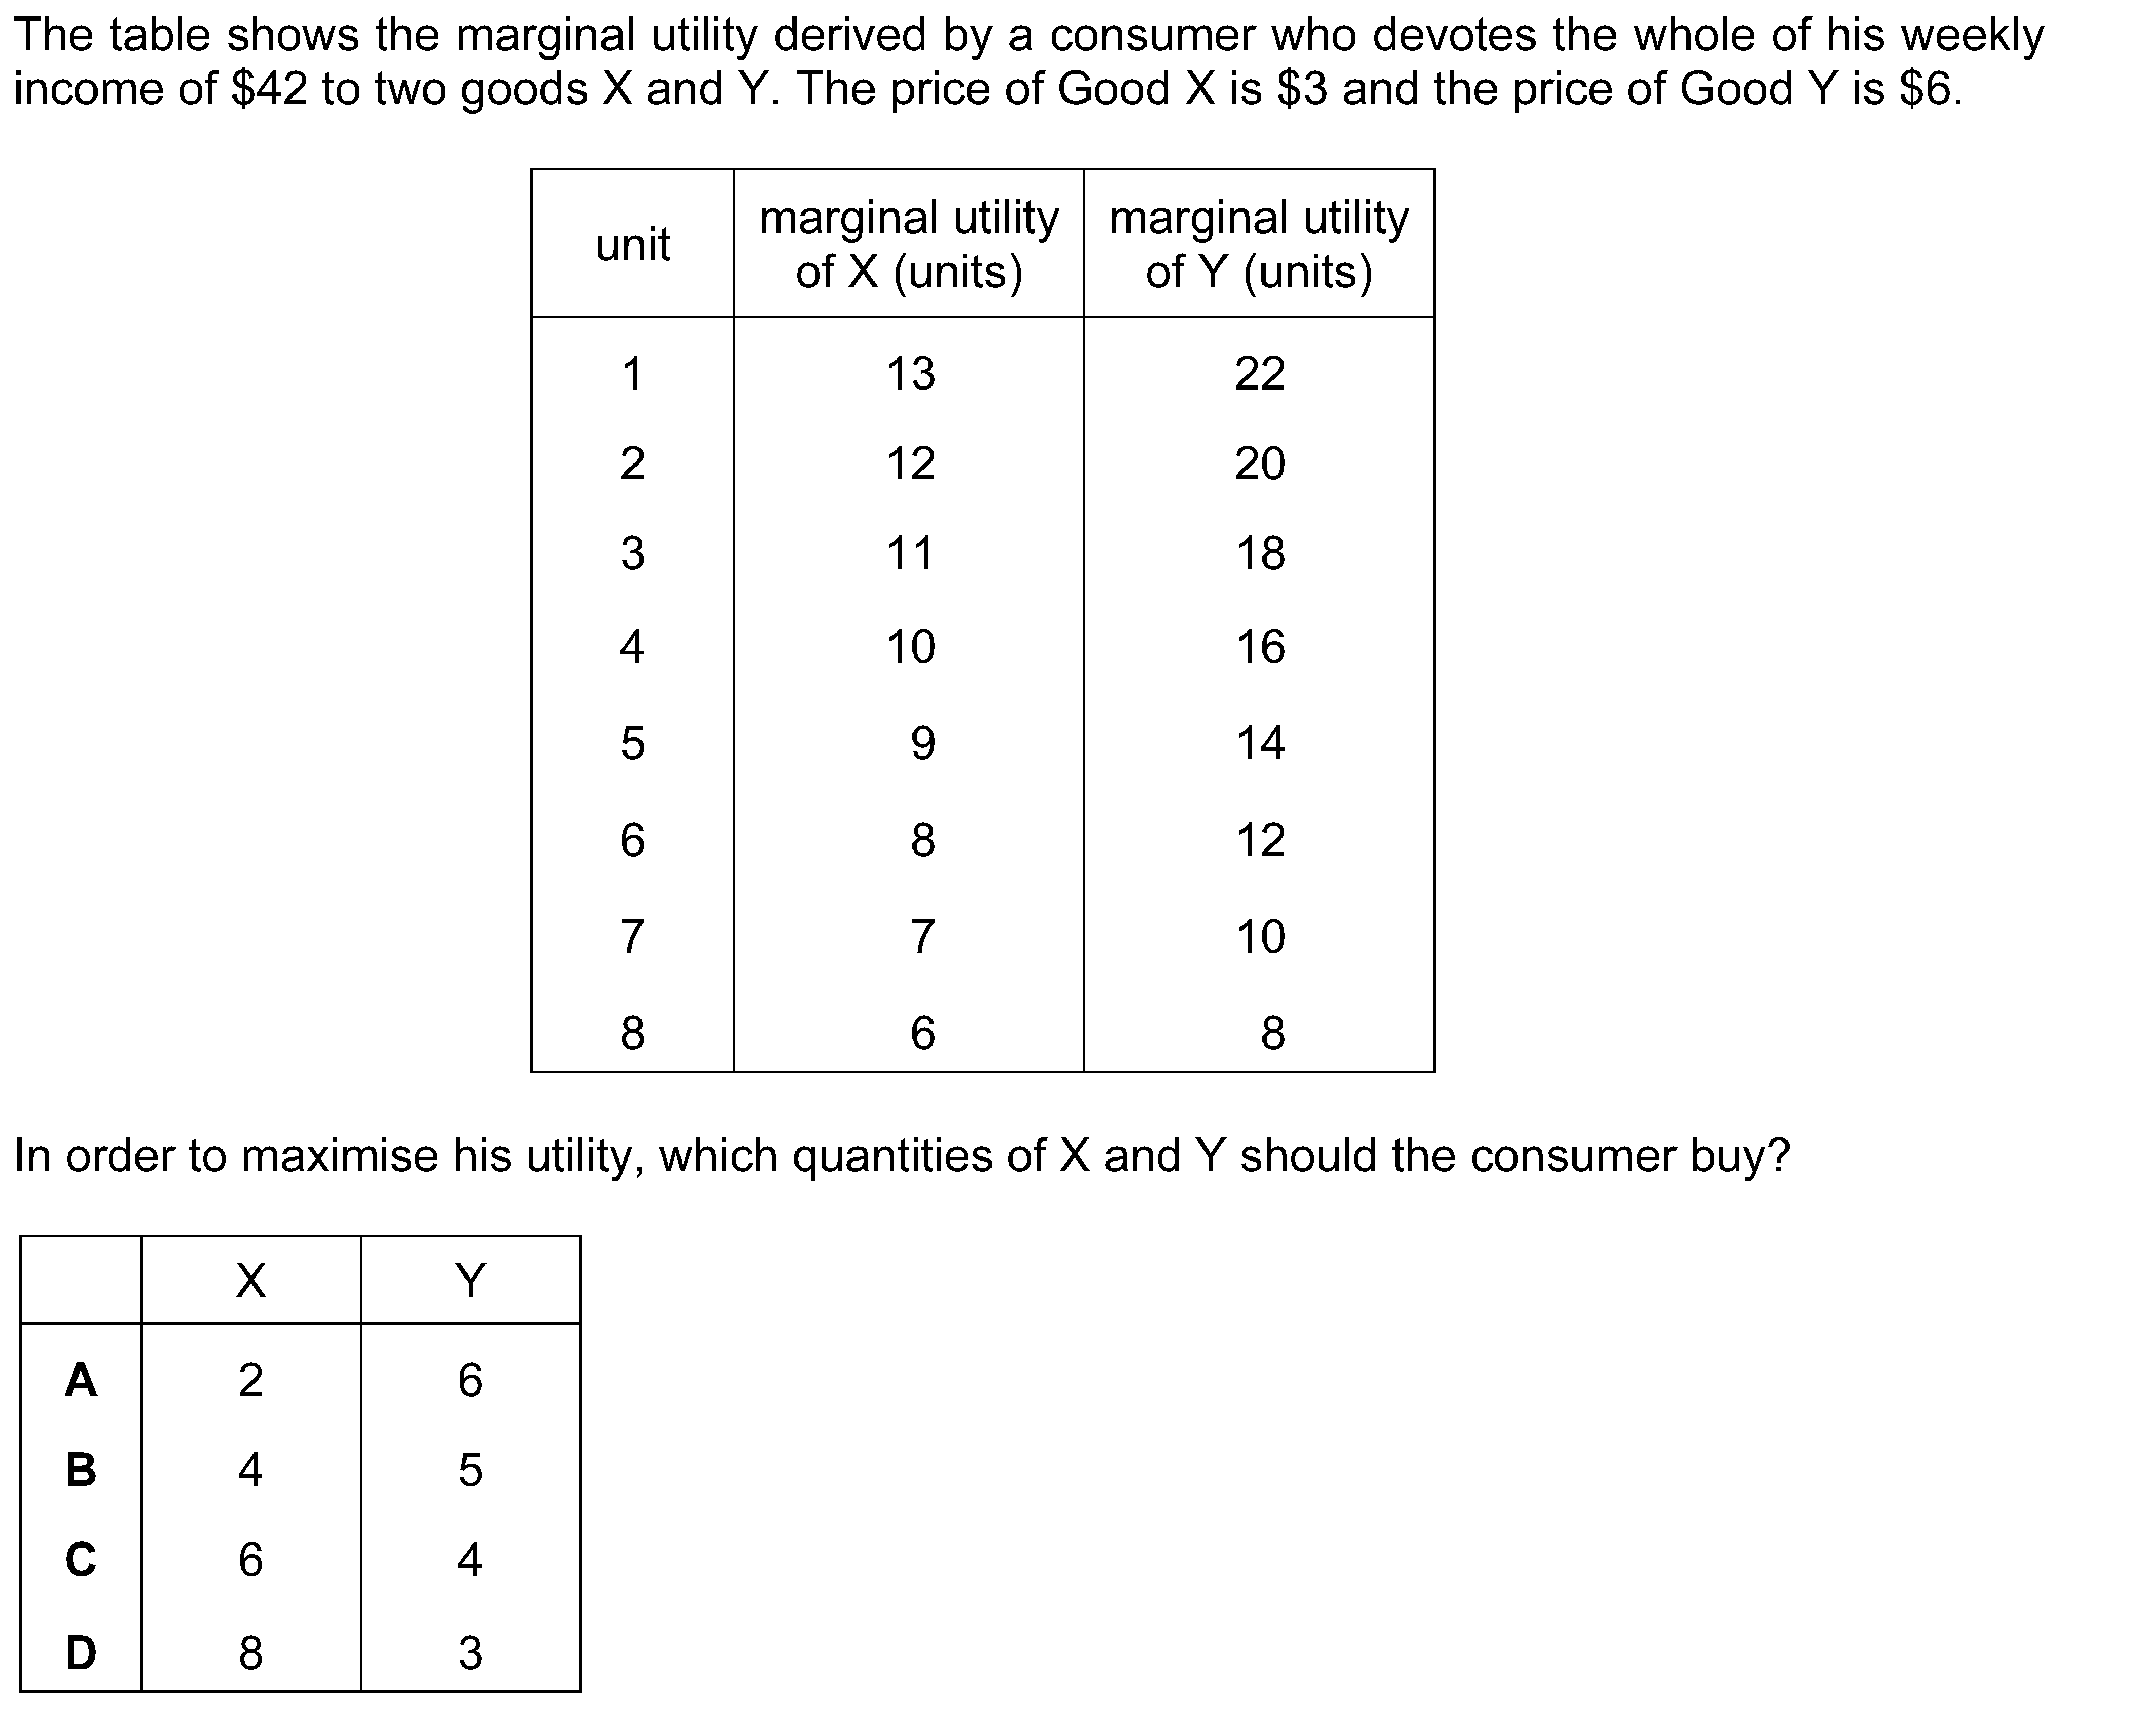 The table shows the marginal utility derived by a consumer who devotes the whole of his weekly
income of $42 to two goods X and Y. The price of Good X is $3 and the price of Good Y is $6.
unit marginal utility of X (units) marginal utility of Y (units)
1 13 22
2 12 20
3 11 18
4 10 16
5 9 14
6 8 12
7 7 10
8 6 8
In order to maximise his utility, which quantities of X and Y should the consumer buy?
X Y
A 2 6
B 4 5
C 6 4
D 8 3